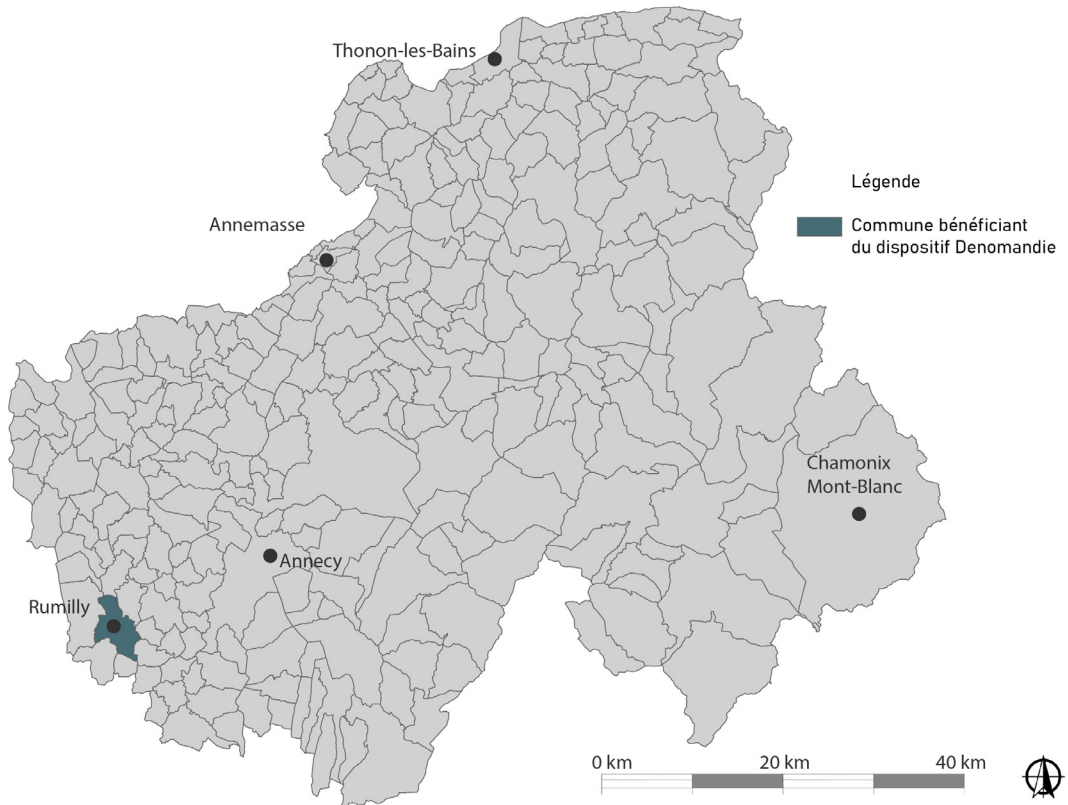 Thonon-les-Bains
Légende
Annemasse
Commune bénéficiant
du dispositif Denomandie
Chamonix
Mont-Blanc
Annecy
Rumilly
0 km 20 km 40 km